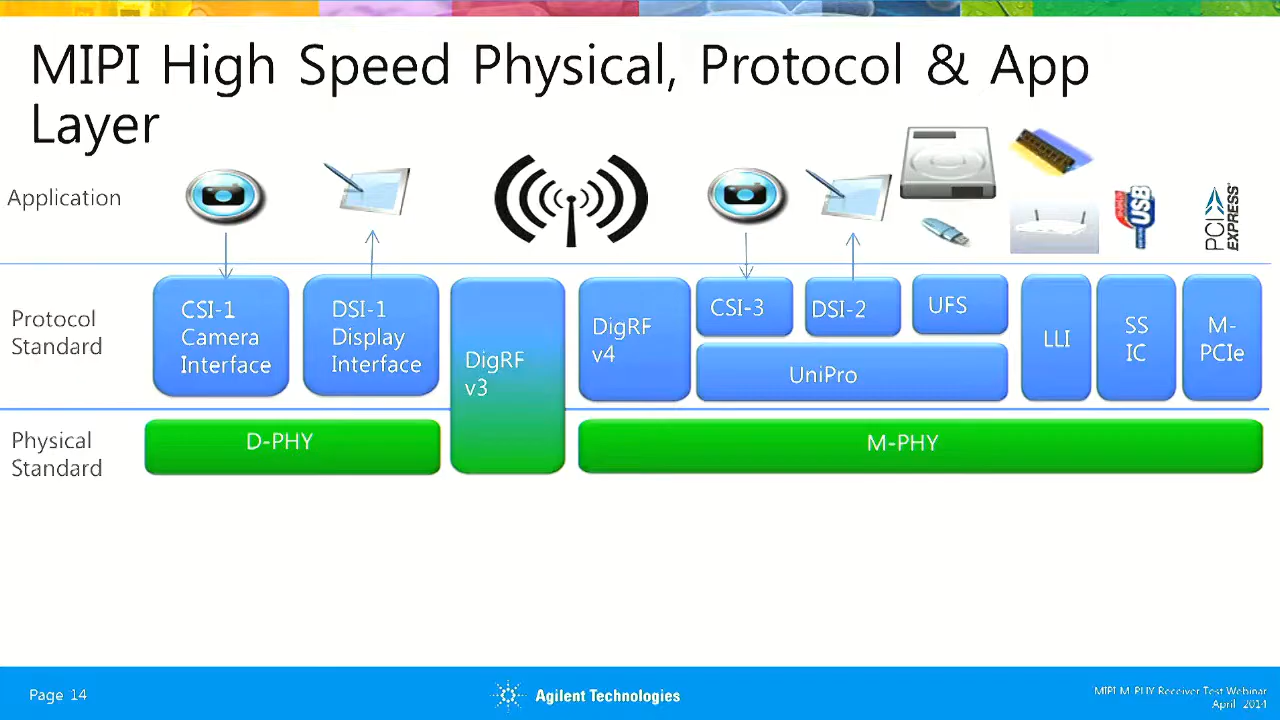 MIPI High Speed Physical, Protocol & App
Layer
Application
USB
PCI
EXPRESS
Protocol
Standard
CSI-1
Camera
Interface
DSI-1
Display
Interface
DigRF
v3
DigRF
v4
CSI-3
DSI-2
UFS
UniPro
LLI
SS
IC
M-
PCIe
Physical
Standard
D-PHY
M-PHY
Page 14
Agilent Technologies
MIPI M-PHY Receiver Test Webinar
April 2014